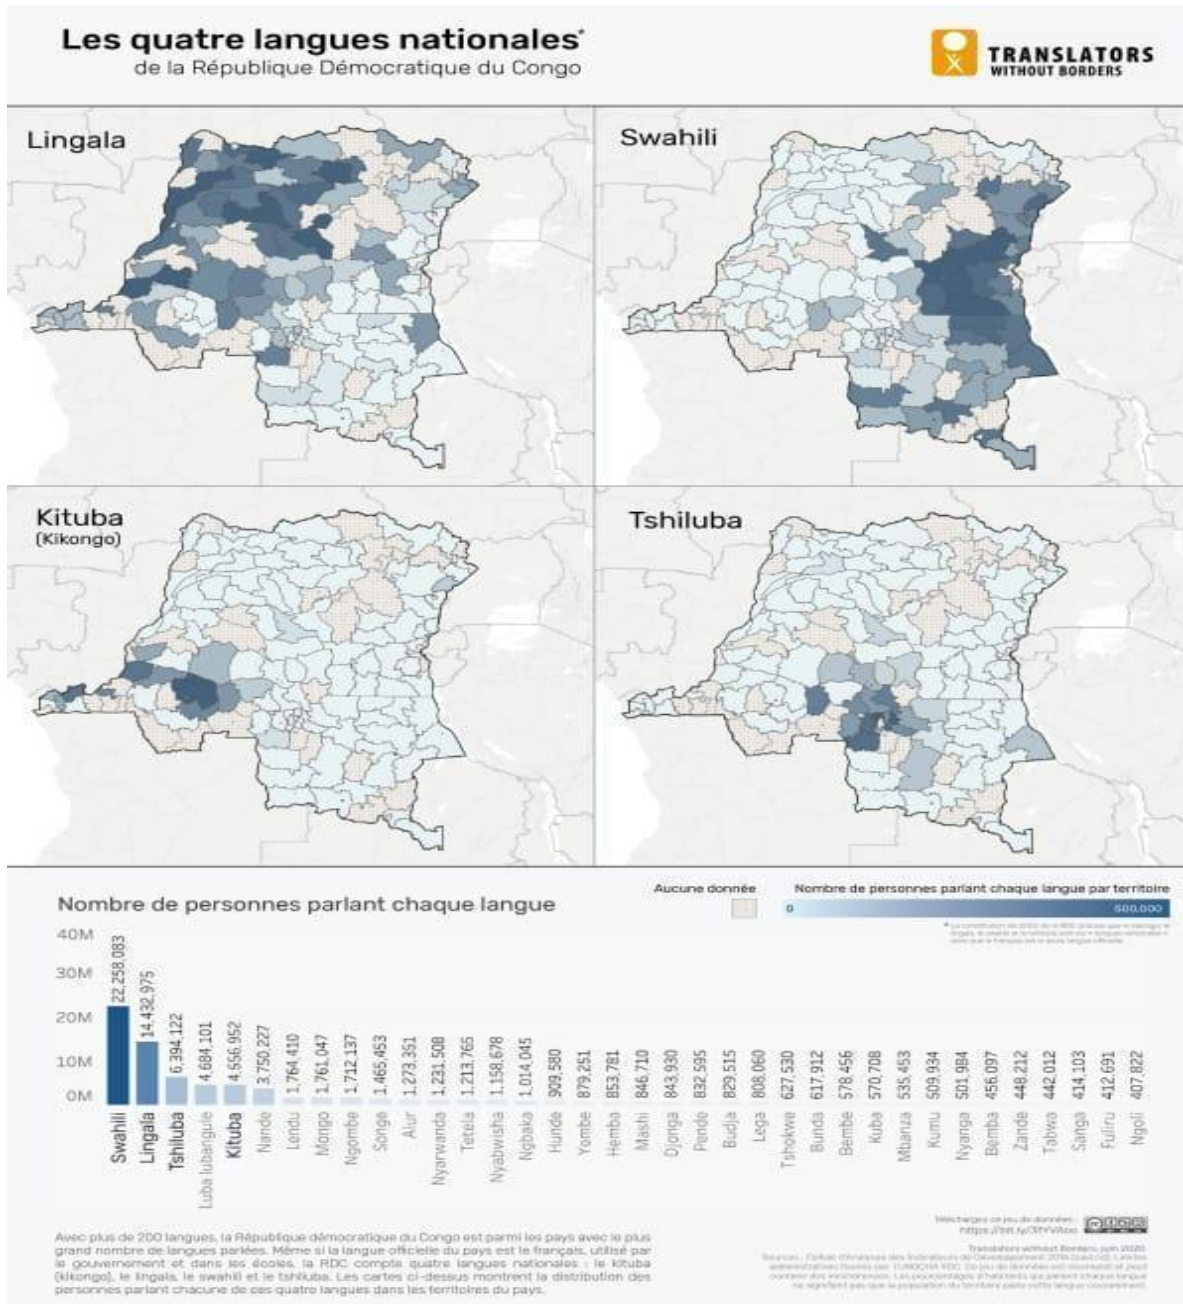 Les quatre langues nationales*
de la République Démocratique du Congo
TRANSLATORS
WITHOUT BORDERS
Lingala
Swahili
Kituba
(Kikongo)
Tshiluba
Nombre de personnes parlant chaque langue
Aucune donnée
Nombre de personnes parlant chaque langue par territoire
0
500,000
40M
30M
20M
10M
0M
22,258,083
14,432,975
6,394,122
4,684,101
4,656,952
3,750,227
1,764,410
1,761,047
1,712,137
1,465,453
1,273,351
1,231,508
1,213,765
1,158,678
1,014,045
909,580
879,251
853,781
846,710
843,930
832,595
829,515
808,060
627,530
617,912
578,456
570,708
535,453
509,934
501,984
456,097
448,212
442,012
414,103
412,691
407,822
Swahili
Lingala
Tshiluba
Luba lubangule
Kituba
Nande
Lendu
Mongo
Ngombe
Songe
Alur
Nyarwanda
Tetela
Nyabwisha
Ngbaka
Hunde
Yombe
Hemba
Mashi
Djonga
Pende
Budja
Lega
Tshokwe
Bunda
Bembe
Kuba
Mbanza
Kumu
Nyanga
Bemba
Zande
Tabwa
Sanga
Fuliru
Ngoli
Avec plus de 200 langues, la République démocratique du Congo est parmi les pays avec le plus
grand nombre de langues parlées. Même si la langue officielle du pays est le français, utilisé par
le gouvernement et dans les écoles, la RDC compte quatre langues nationales : le kituba
(kikongo), le lingala, le swahili et le tshiluba. Les cartes ci-dessus montrent la distribution des
personnes parlant chacune de ces quatre langues dans les territoires du pays.
Téléchargez ce jeu de données :
Translators without Borders, juin 2020.